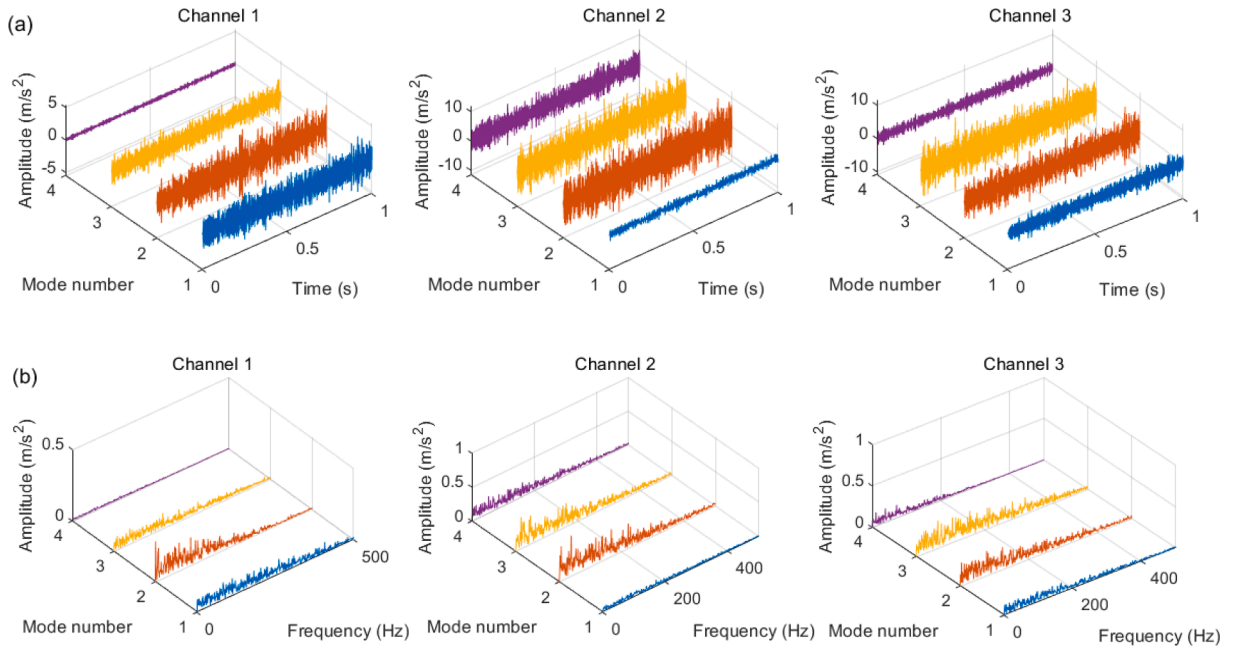 (a)
Channel 1
Channel 2
Channel 3
Amplitude (m/s2)
5
0
-5
4
3
2
1
Mode number
0
0.5
1
Time (s)
Amplitude (m/s2)
10
0
-10
4
3
2
1
Mode number
0
0.5
1
Time (s)
Amplitude (m/s2)
10
0
-10
4
3
2
1
Mode number
0
0.5
1
Time (s)
(b)
Channel 1
Channel 2
Channel 3
Amplitude (m/s2)
0.5
0
4
3
2
1
Mode number
0
500
Frequency (Hz)
Amplitude (m/s2)
1
0.5
0
4
3
2
1
Mode number
0
200
400
Frequency (Hz)
Amplitude (m/s2)
1
0.5
0
4
3
2
1
Mode number
0
200
400
Frequency (Hz)